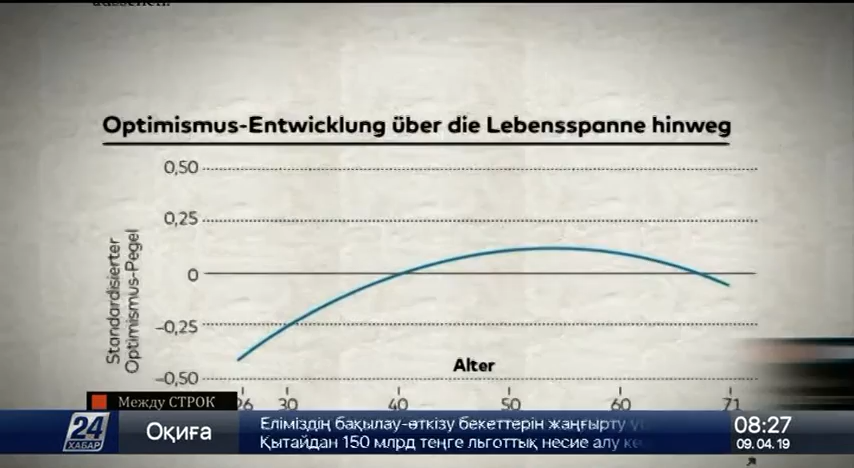 Optimismus-Entwicklung über die Lebensspanne hinweg
0,50
0,25
0
-0,25
-0,50
Standardisierter
Optimismus-Pegel
Alter
30 40 50 60 71
Между СТРОК
24
ХАБАР
Оқиға
Еліміздің бақылау-өткізу бекеттерін жаңғырту
Қытайдан 150 млрд теңге льготтық несие алу
08:27
09.04.19